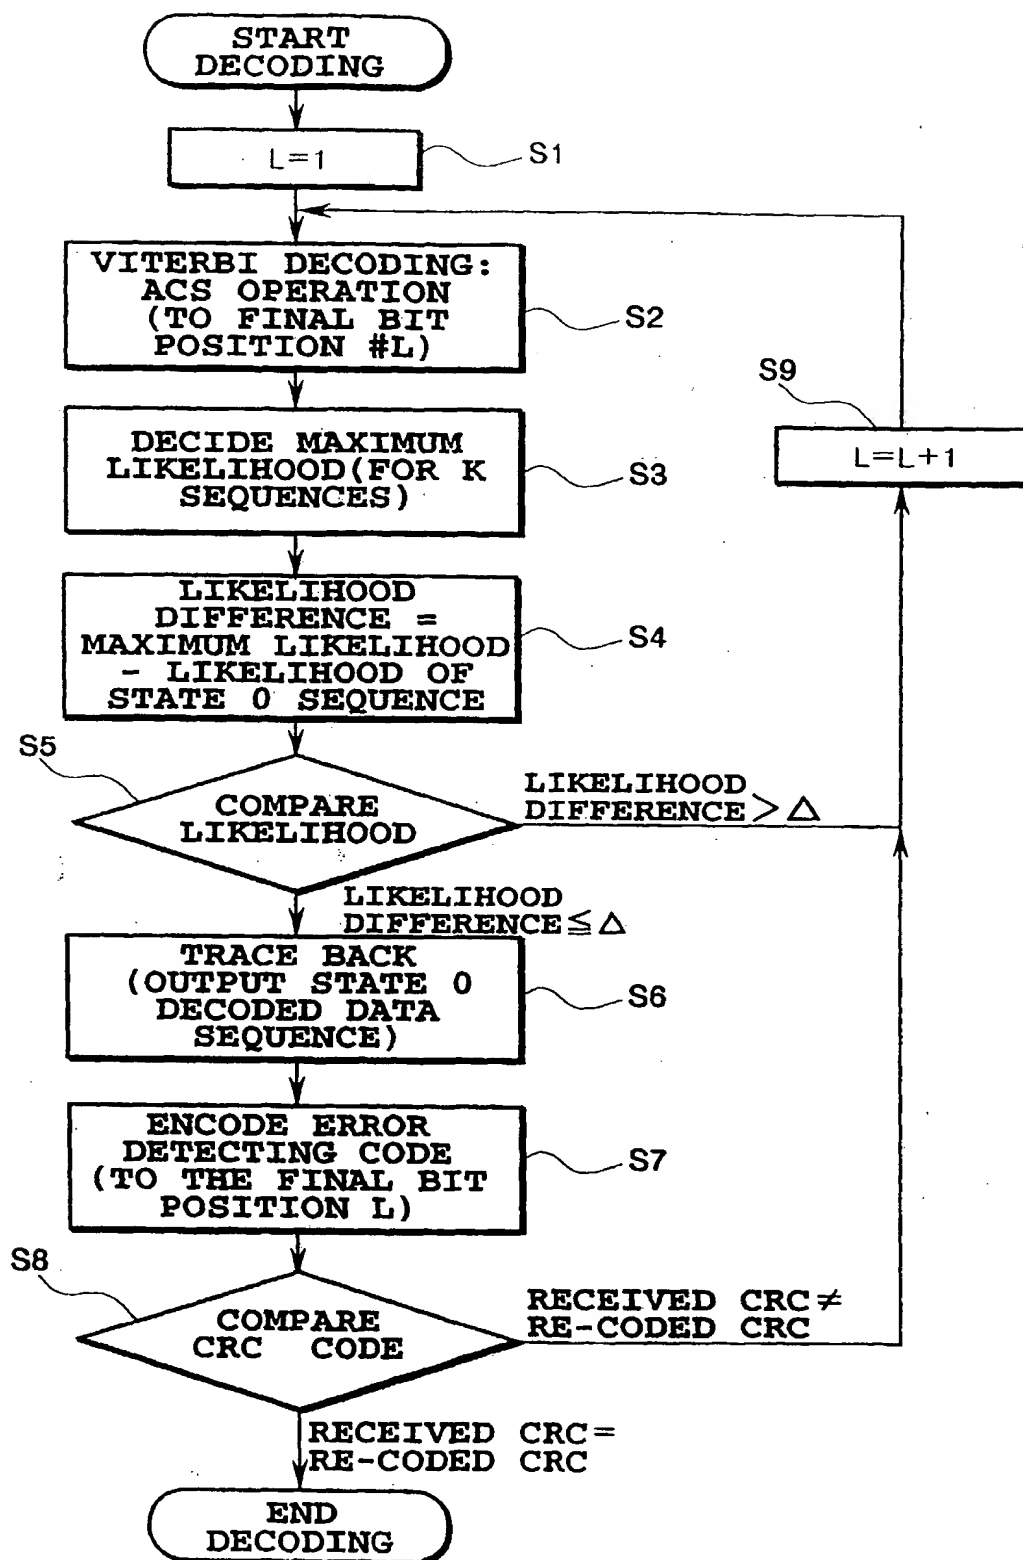 START
DECODING
L=1
S1
VITERBI DECODING:
ACS OPERATION
(TO FINAL BIT
POSITION #L)
S2
S9
L=L+1
DECIDE MAXIMUM
LIKELIHOOD(FOR K
SEQUENCES)
S3
LIKELIHOOD
DIFFERENCE =
MAXIMUM LIKELIHOOD
- LIKELIHOOD OF
STATE 0 SEQUENCE
S4
S5
COMPARE
LIKELIHOOD
LIKELIHOOD
DIFFERENCE > △
LIKELIHOOD
DIFFERENCE ≦ △
TRACE BACK
(OUTPUT STATE 0
DECODED DATA
SEQUENCE)
S6
ENCODE ERROR
DETECTING CODE
(TO THE FINAL BIT
POSITION L)
S7
S8
COMPARE
CRC CODE
RECEIVED CRC ≠
RE-CODED CRC
RECEIVED CRC =
RE-CODED CRC
END
DECODING